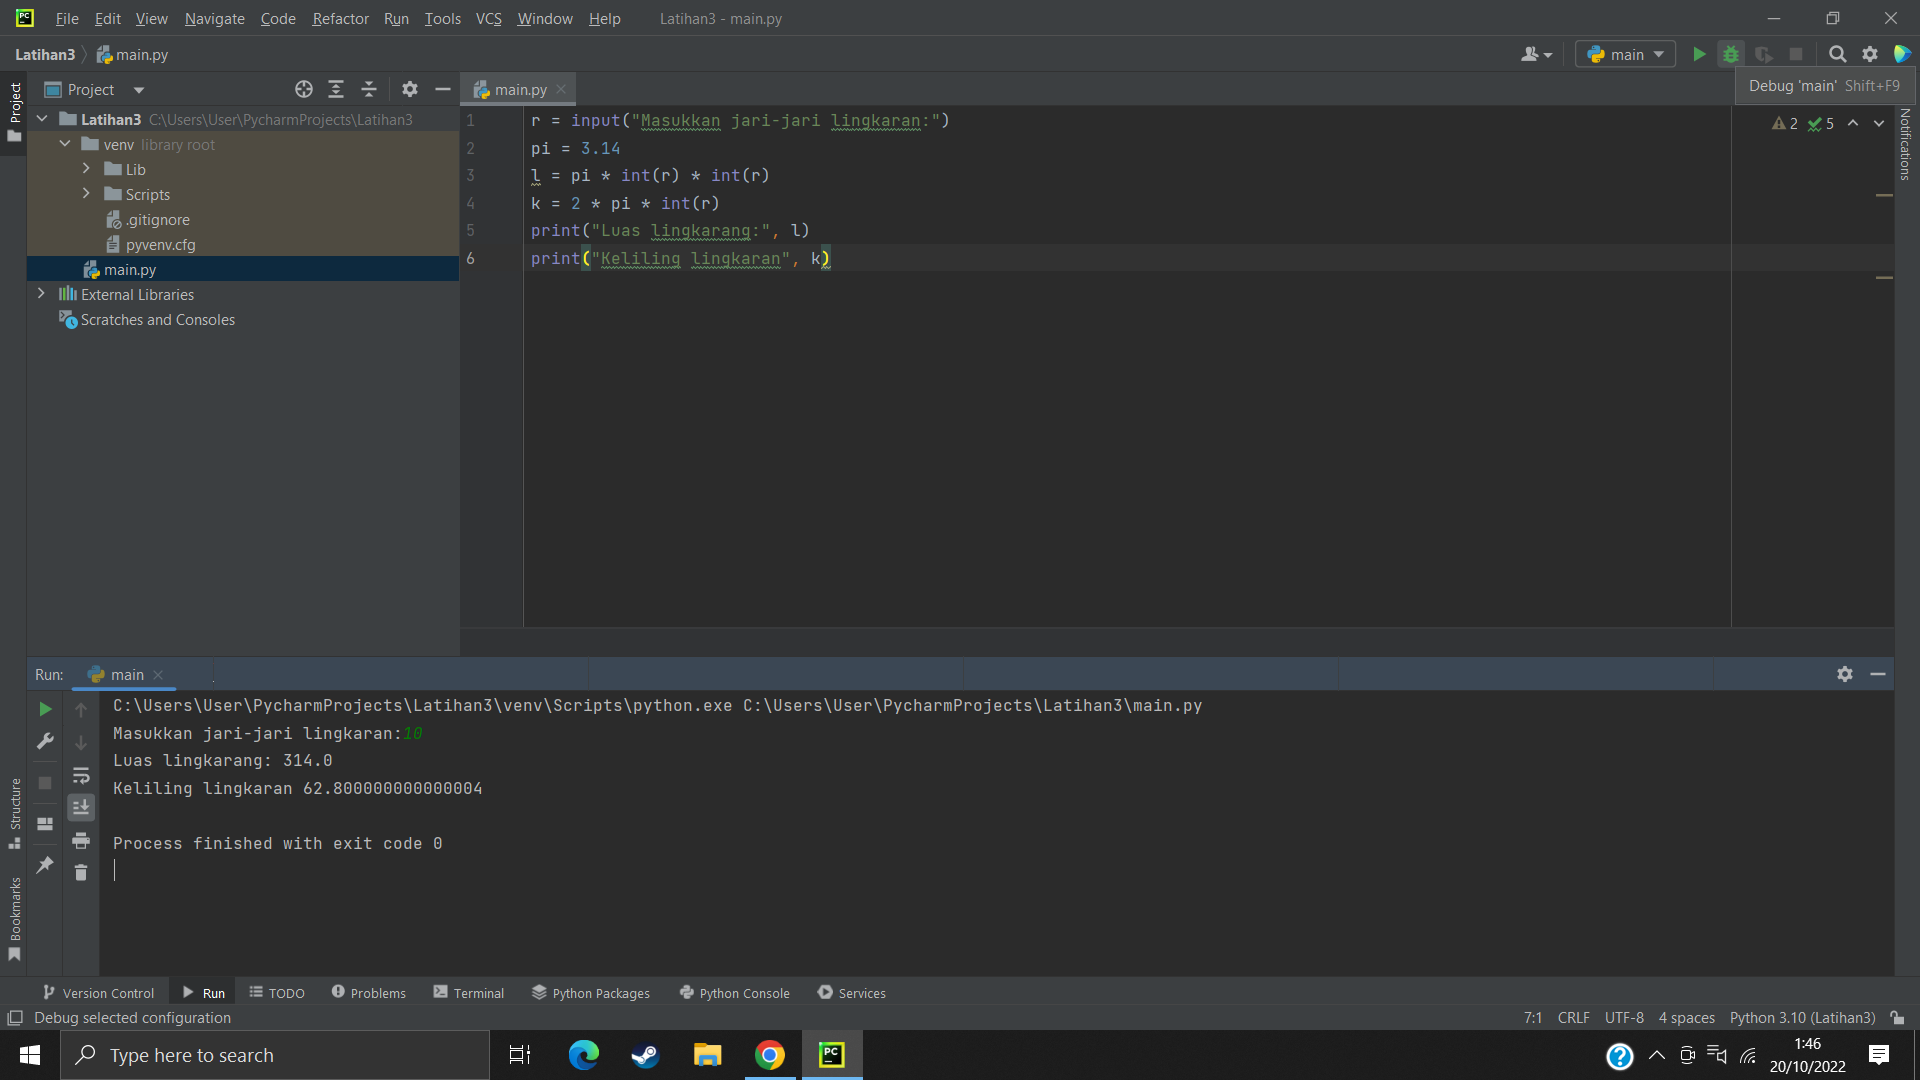 File Edit View Navigate Code Refactor Run Tools VCS Window Help Latihan3 - main.py
Latihan3 main.py
main
Debug 'main' Shift+F9
Project
Project
main.py
Latihan3 C:\Users\User\PycharmProjects\Latihan3
venv library root
Lib
Scripts
.gitignore
pyvenv.cfg
main.py
External Libraries
Scratches and Consoles
1 r = input("Masukkan jari-jari lingkaran:")
2 pi = 3.14
3 l = pi * int(r) * int(r)
4 k = 2 * pi * int(r)
5 print("Luas lingkarang:", l)
6 print("Keliling lingkaran", k)
2 5
Notifications
Run: main
C:\Users\User\PycharmProjects\Latihan3\venv\Scripts\python.exe C:\Users\User\PycharmProjects\Latihan3\main.py
Masukkan jari-jari lingkaran:10
Luas lingkarang: 314.0
Keliling lingkaran 62.800000000000004
Process finished with exit code 0
Structure
Bookmarks
Version Control Run TODO Problems Terminal Python Packages Python Console Services
Debug selected configuration
7:1 CRLF UTF-8 4 spaces Python 3.10 (Latihan3)
Type here to search
PC
1:46
20/10/2022